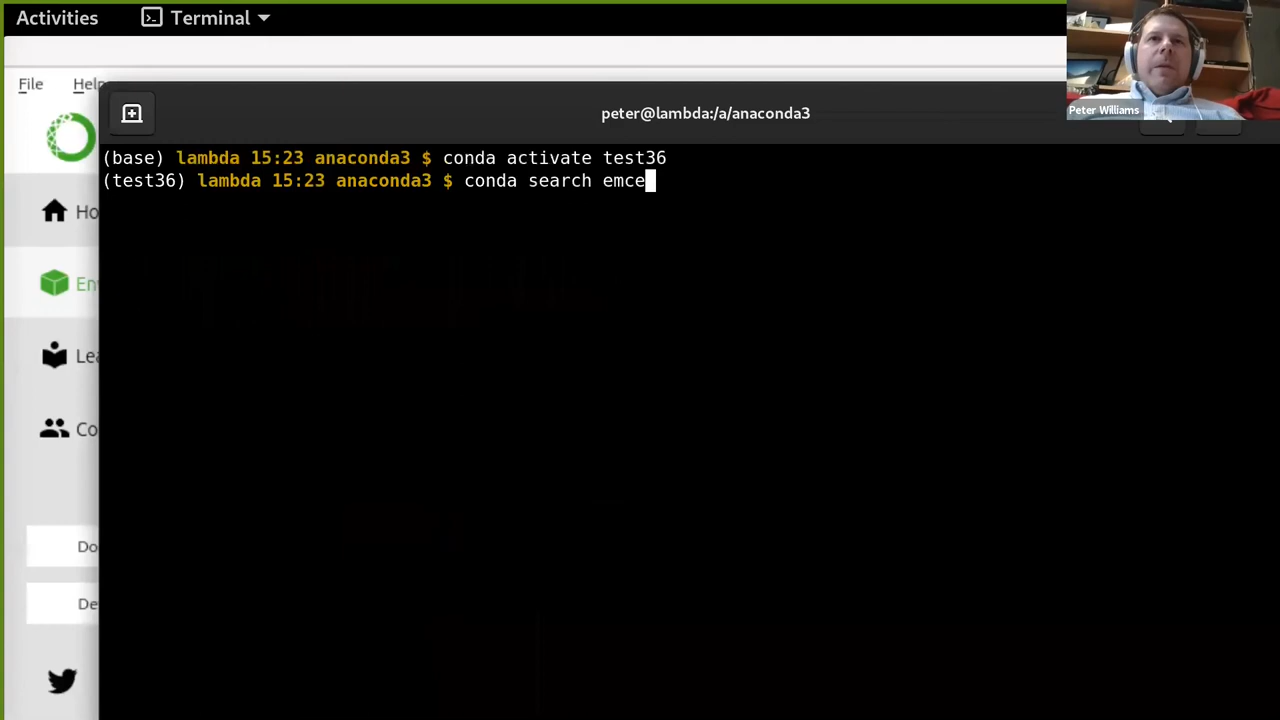 Activities
Terminal
Peter Williams
File Help
peter@lambda:/a/anaconda3
(base) lambda 15:23 anaconda3 $ conda activate test36
(test36) lambda 15:23 anaconda3 $ conda search emce
Ho
En
Lea
Co
Do
De